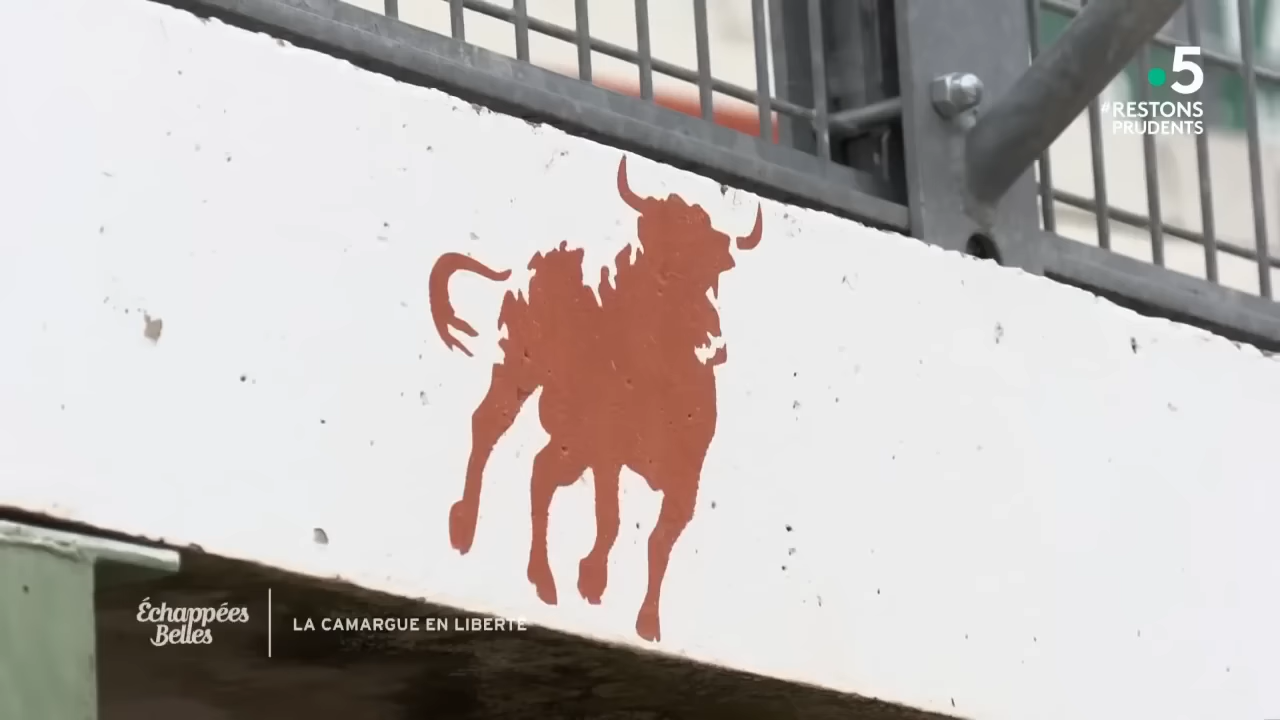 5
#RESTONS
PRUDENTS
Échappées
Belles
LA CAMARGUE EN LIBERTÉ